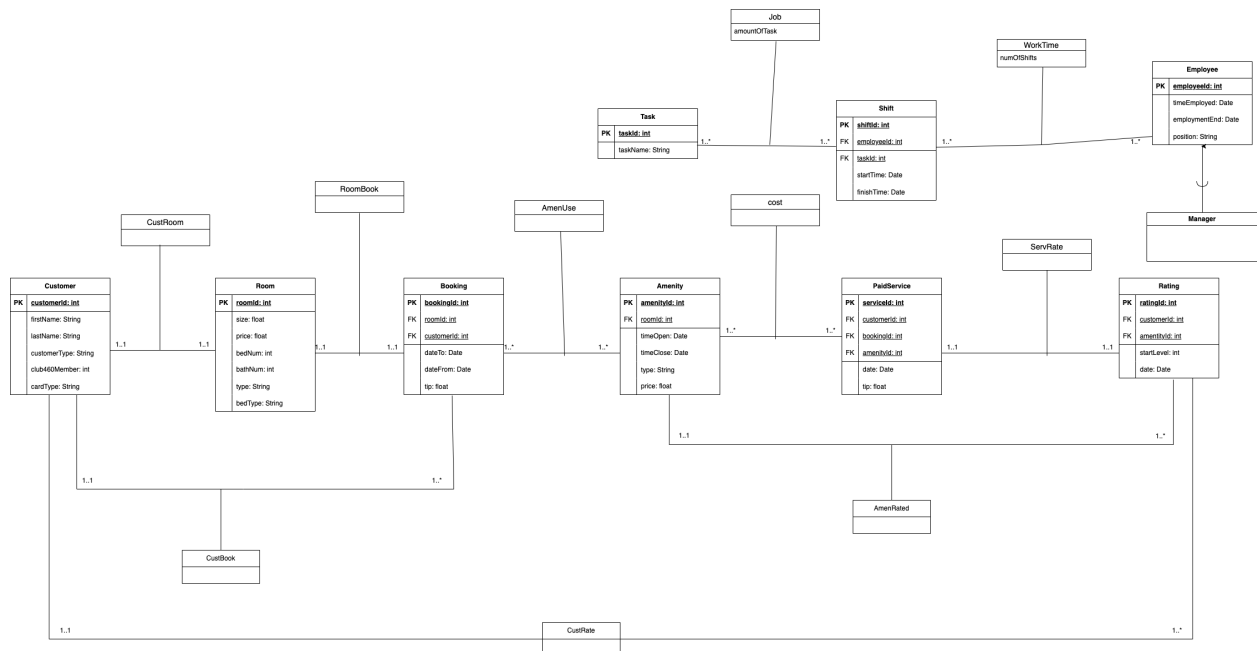 Job
amountOfTask
WorkTime
numOfShifts
Employee
PK employeeId: int
timeEmployed: Date
employmentEnd: Date
position: String
Shift
PK shiftId: int
FK employeeId: int
FK taskId: int
startTime: Date
finishTime: Date
Task
PK taskId: int
taskName: String
1..*
1..*
0..*
1..*
RoomBook
cost
AmenUse
CustRoom
Manager
ServRate
Customer
PK customerId: int
firstName: String
lastName: String
customerType: String
club460Member: int
cardType: String
Room
PK roomId: int
size: float
price: float
bedNum: int
bathNum: int
type: String
bedType: String
Booking
PK bookingId: int
FK roomId: int
FK customerId: int
dateTo: Date
dateFrom: Date
tip: float
Amenity
PK amenityId: int
FK roomId: int
timeOpen: Date
timeClose: Date
type: String
price: float
PaidService
PK serviceId: int
FK customerId: int
FK bookingId: int
FK amenityId: int
date: Date
tip: float
Rating
PK ratingId: int
FK customerId: int
FK amentityId: int
startLevel: int
date: Date
1..1
1..1
1..1
1..1
1..*
1..*
1..*
0..*
1..1
1..1
1..1
1..*
1..1
1..*
AmenRated
CustBook
1..1
CustRate
1..*